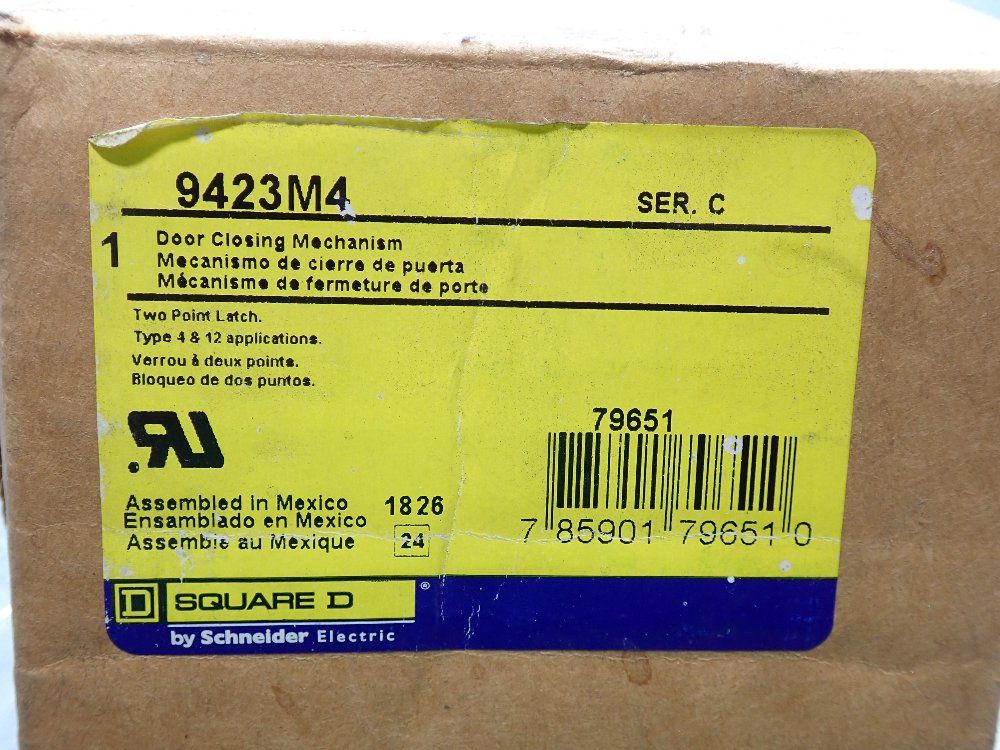 9423M4 SER. C
1
Door Closing Mechanism
Mecanismo de cierre de puerta
Mécanisme de fermeture de porte
Two Point Latch.
Type 4 & 12 applications.
Verrou à deux points.
Bloqueo de dos puntos.
79651
RU
Assembled in Mexico 1826
Ensamblado en Mexico
Assemble au Mexique 24
7 85901 79651 0
SQUARE D ®
by Schneider Electric